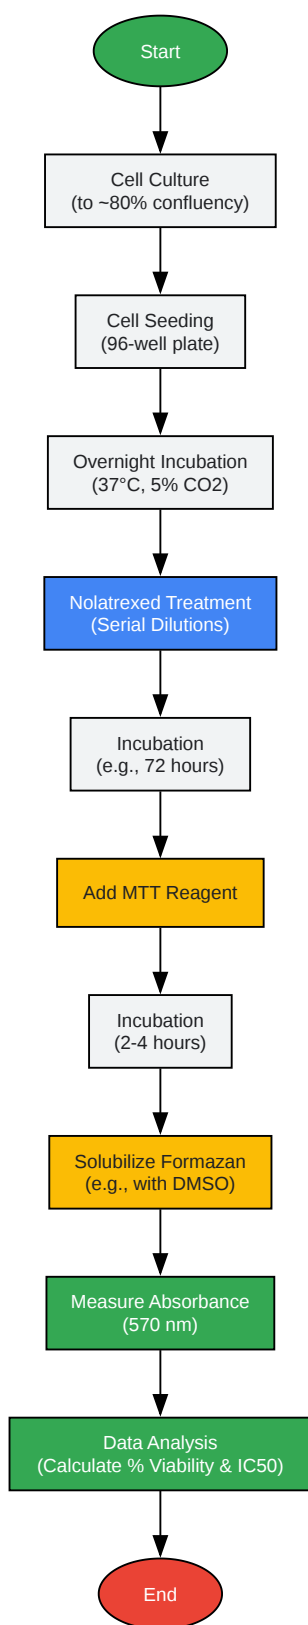 Start
Cell Culture
(to ~80% confluency)
Cell Seeding
(96-well plate)
Overnight Incubation
(37°C, 5% CO2)
Nolatrexed Treatment
(Serial Dilutions)
Incubation
(e.g., 72 hours)
Add MTT Reagent
Incubation
(2-4 hours)
Solubilize Formazan
(e.g., with DMSO)
Measure Absorbance
(570 nm)
Data Analysis
(Calculate % Viability & IC50)
End